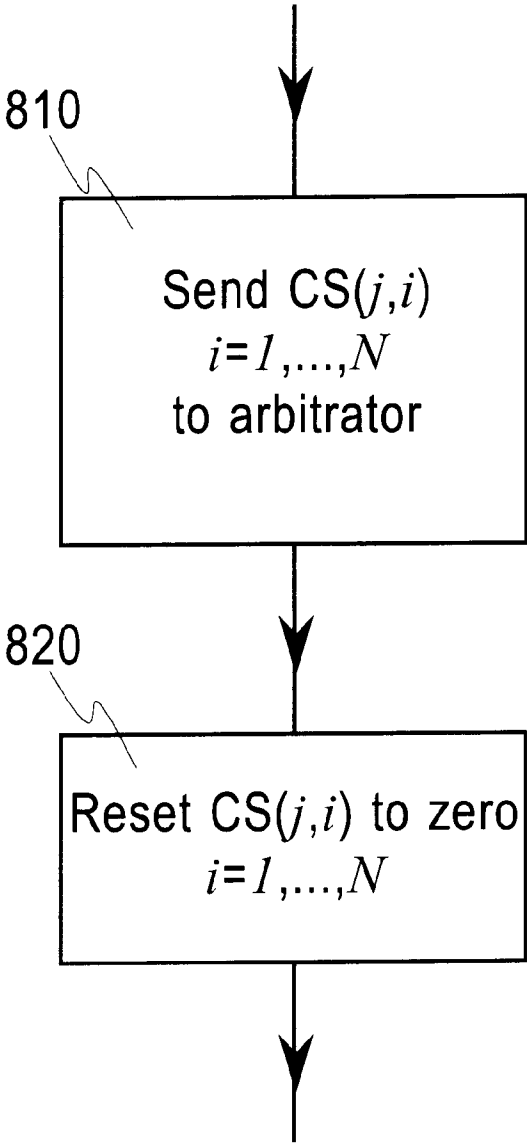 810
Send CS(j,i)
i=1,...,N
to arbitrator
820
Reset CS(j,i) to zero
i=1,...,N